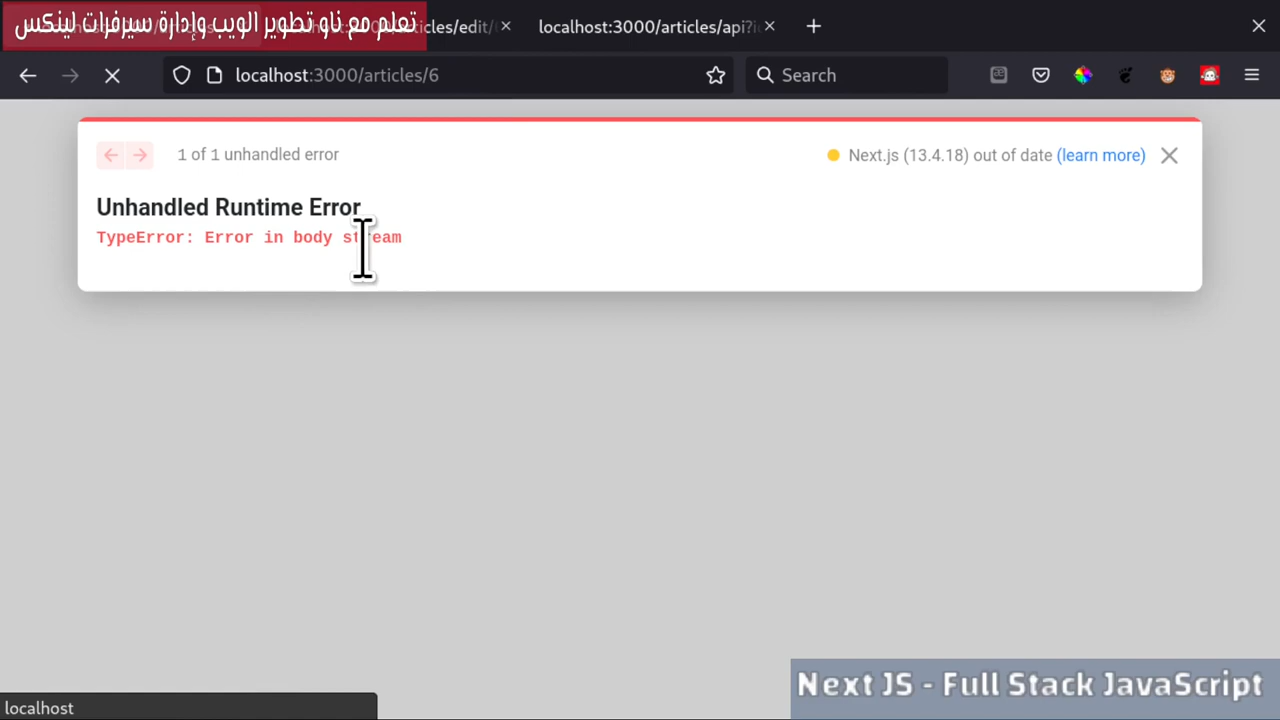 تعلم مع ناو تطوير الويب وإدارة سيرفرات لينكس
articles/edit/
localhost:3000/articles/api?i
localhost:3000/articles/6
Search
1 of 1 unhandled error
Next.js (13.4.18) out of date (learn more)
Unhandled Runtime Error
TypeError: Error in body stream
localhost
Next JS - Full Stack JavaScript